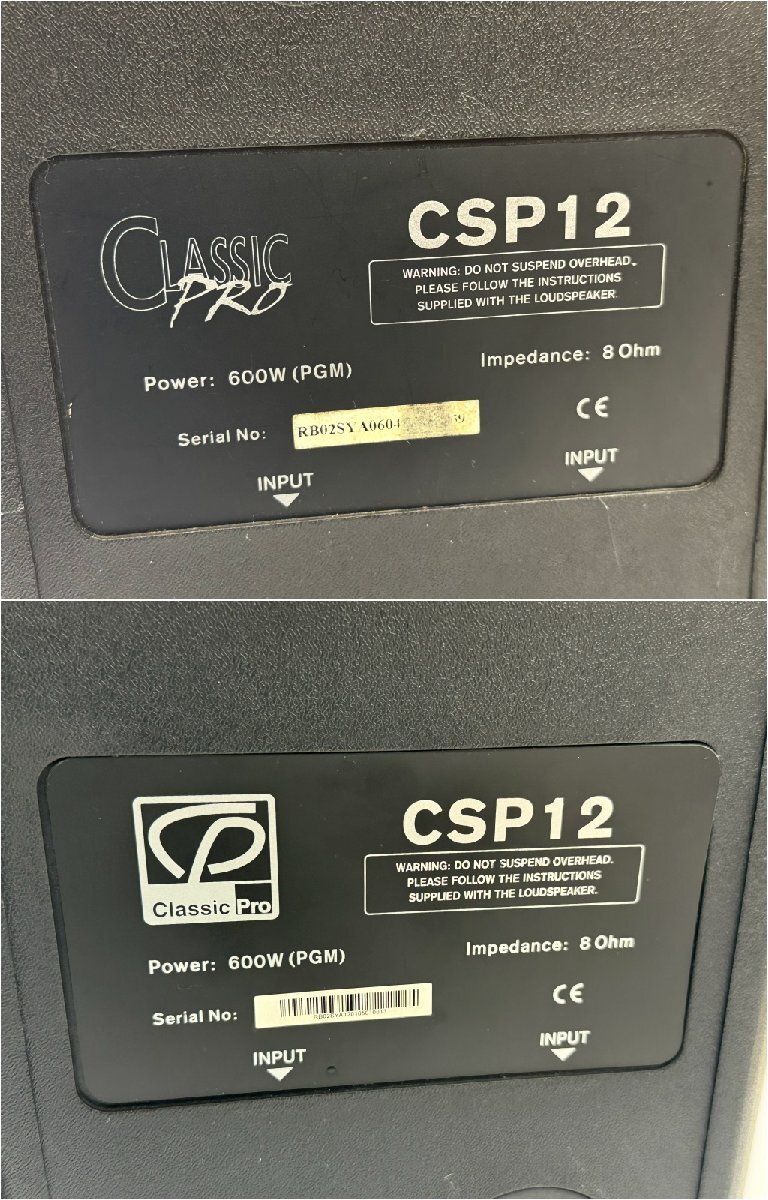 CLASSIC
PRO
CSP12
WARNING: DO NOT SUSPEND OVERHEAD.
PLEASE FOLLOW THE INSTRUCTIONS
SUPPLIED WITH THE LOUDSPEAKER.
Power: 600W (PGM)
Impedance: 8 Ohm
Serial No:
CE
INPUT
INPUT
CP
Classic Pro
CSP12
WARNING: DO NOT SUSPEND OVERHEAD.
PLEASE FOLLOW THE INSTRUCTIONS
SUPPLIED WITH THE LOUDSPEAKER.
Power: 600W (PGM)
Impedance: 8 Ohm
Serial No:
CE
INPUT
INPUT